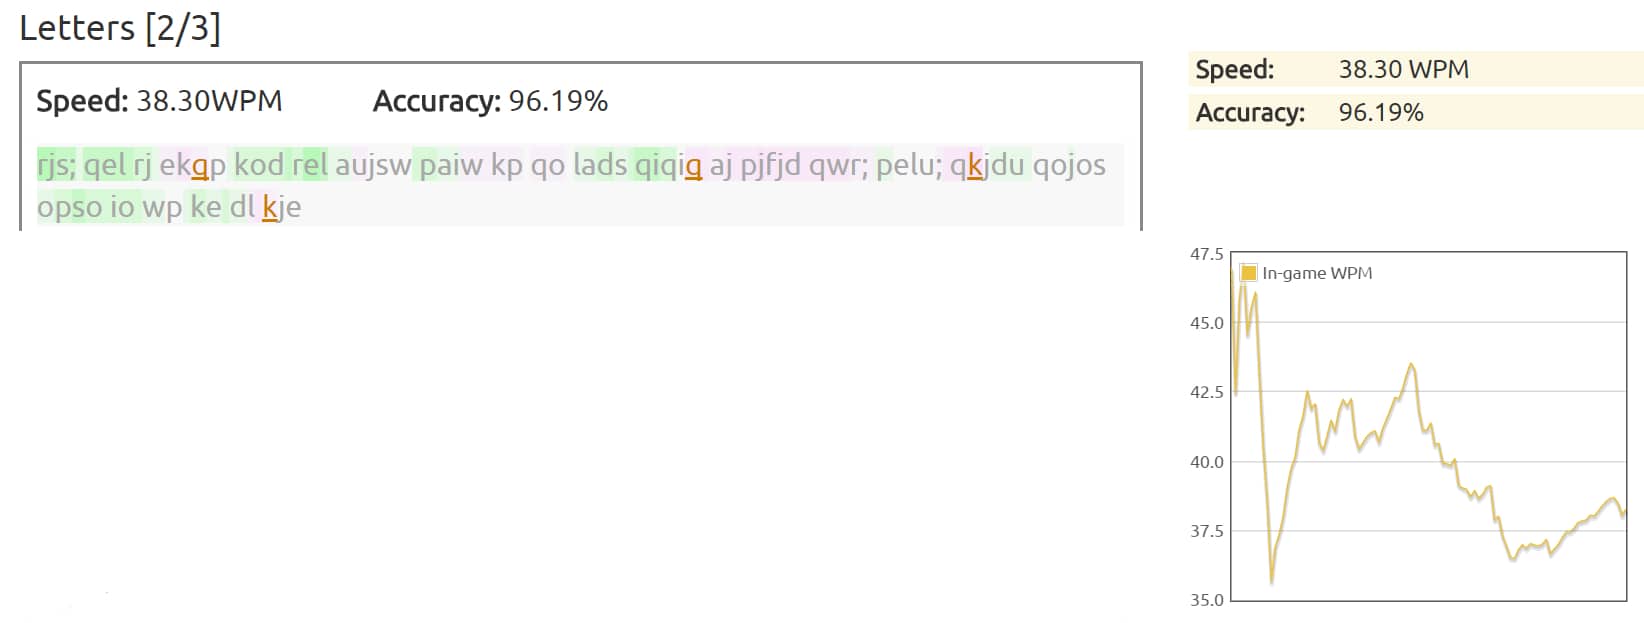 Letters [2/3]
Speed: 38.30WPM Accuracy: 96.19%
rjs; qel rj ekqp kod rel aujsw paiw kp qo lads qiqiq aj pjfjd qwr; pelu; qkjdu qojos
opso io wp ke dl kje
Speed: 38.30 WPM
Accuracy: 96.19%
In-game WPM
47.5
45.0
42.5
40.0
37.5
35.0